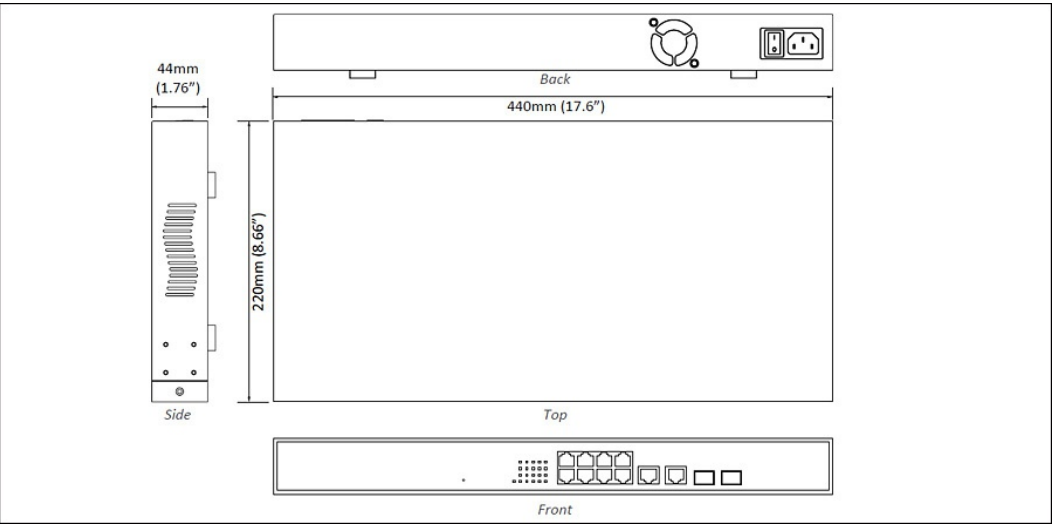 Back
44mm
(1.76”)
440mm (17.6”)
220mm (8.66”)
Side
Top
Front